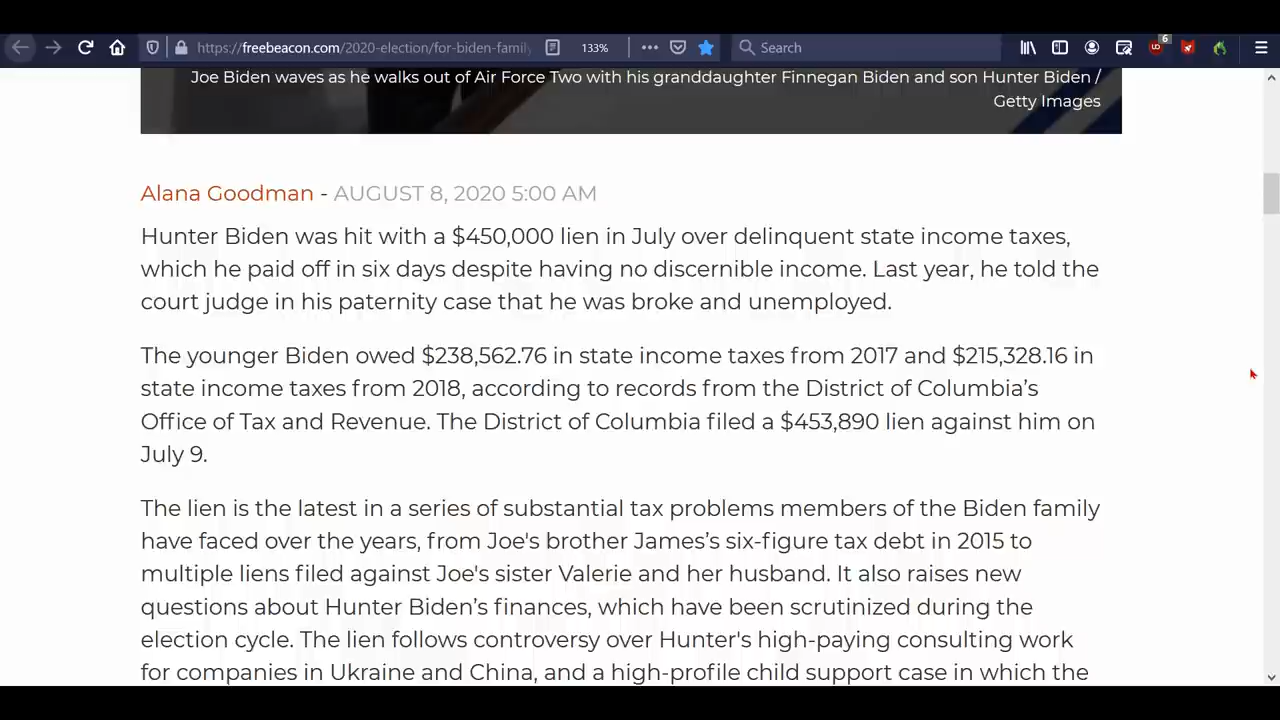 https://freebeacon.com/2020-election/for-biden-family
133%
Search
6
Joe Biden waves as he walks out of Air Force Two with his granddaughter Finnegan Biden and son Hunter Biden /
Getty Images
Alana Goodman - AUGUST 8, 2020 5:00 AM
Hunter Biden was hit with a $450,000 lien in July over delinquent state income taxes,
which he paid off in six days despite having no discernible income. Last year, he told the
court judge in his paternity case that he was broke and unemployed.
The younger Biden owed $238,562.76 in state income taxes from 2017 and $215,328.16 in
state income taxes from 2018, according to records from the District of Columbia’s
Office of Tax and Revenue. The District of Columbia filed a $453,890 lien against him on
July 9.
The lien is the latest in a series of substantial tax problems members of the Biden family
have faced over the years, from Joe's brother James’s six-figure tax debt in 2015 to
multiple liens filed against Joe's sister Valerie and her husband. It also raises new
questions about Hunter Biden’s finances, which have been scrutinized during the
election cycle. The lien follows controversy over Hunter's high-paying consulting work
for companies in Ukraine and China, and a high-profile child support case in which the